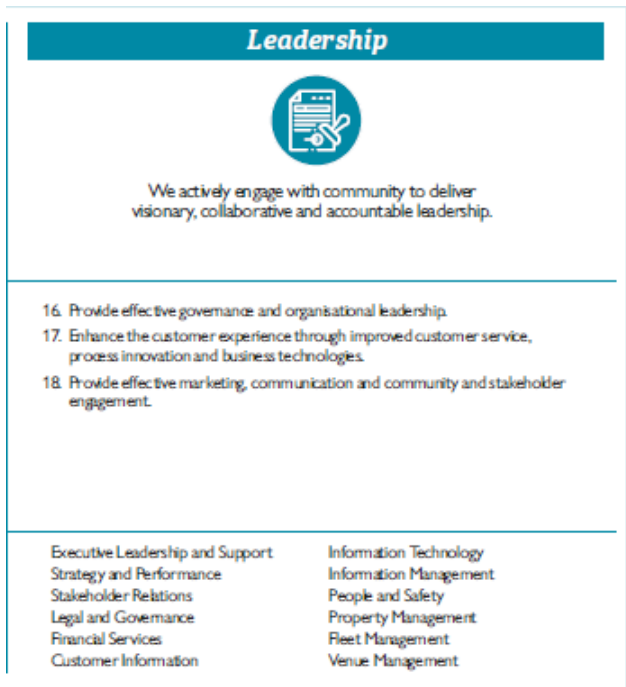 Leadership
We actively engage with community to deliver
visionary, collaborative and accountable leadership.
16. Provide effective governance and organisational leadership.
17. Enhance the customer experience through improved customer service,
process innovation and business technologies.
18. Provide effective marketing, communication and community and stakeholder
engagement.
Executive Leadership and Support
Strategy and Performance
Stakeholder Relations
Legal and Governance
Financial Services
Customer Information
Information Technology
Information Management
People and Safety
Property Management
Fleet Management
Venue Management